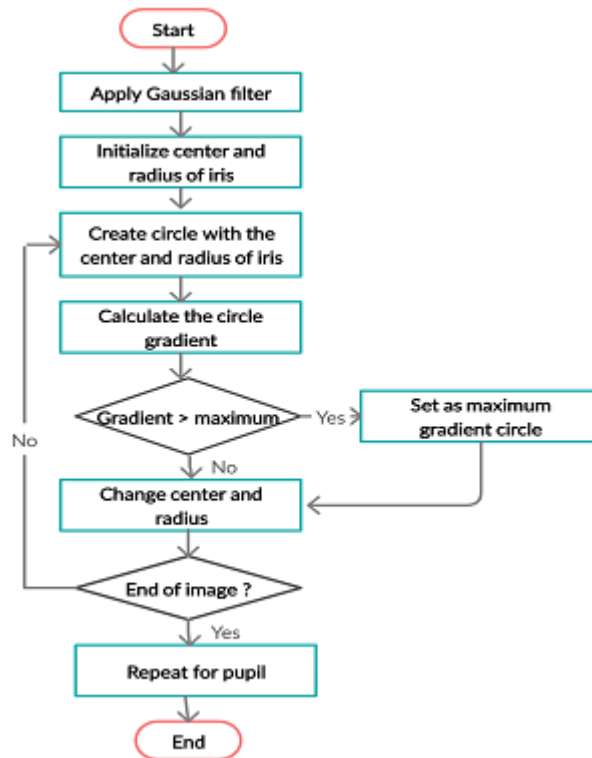 Start
Apply Gaussian filter
Initialize center and
radius of iris
Create circle with the
center and radius of iris
Calculate the circle
gradient
Gradient > maximum
Yes
Set as maximum
gradient circle
No
No
Change center and
radius
End of image ?
Yes
Repeat for pupil
End